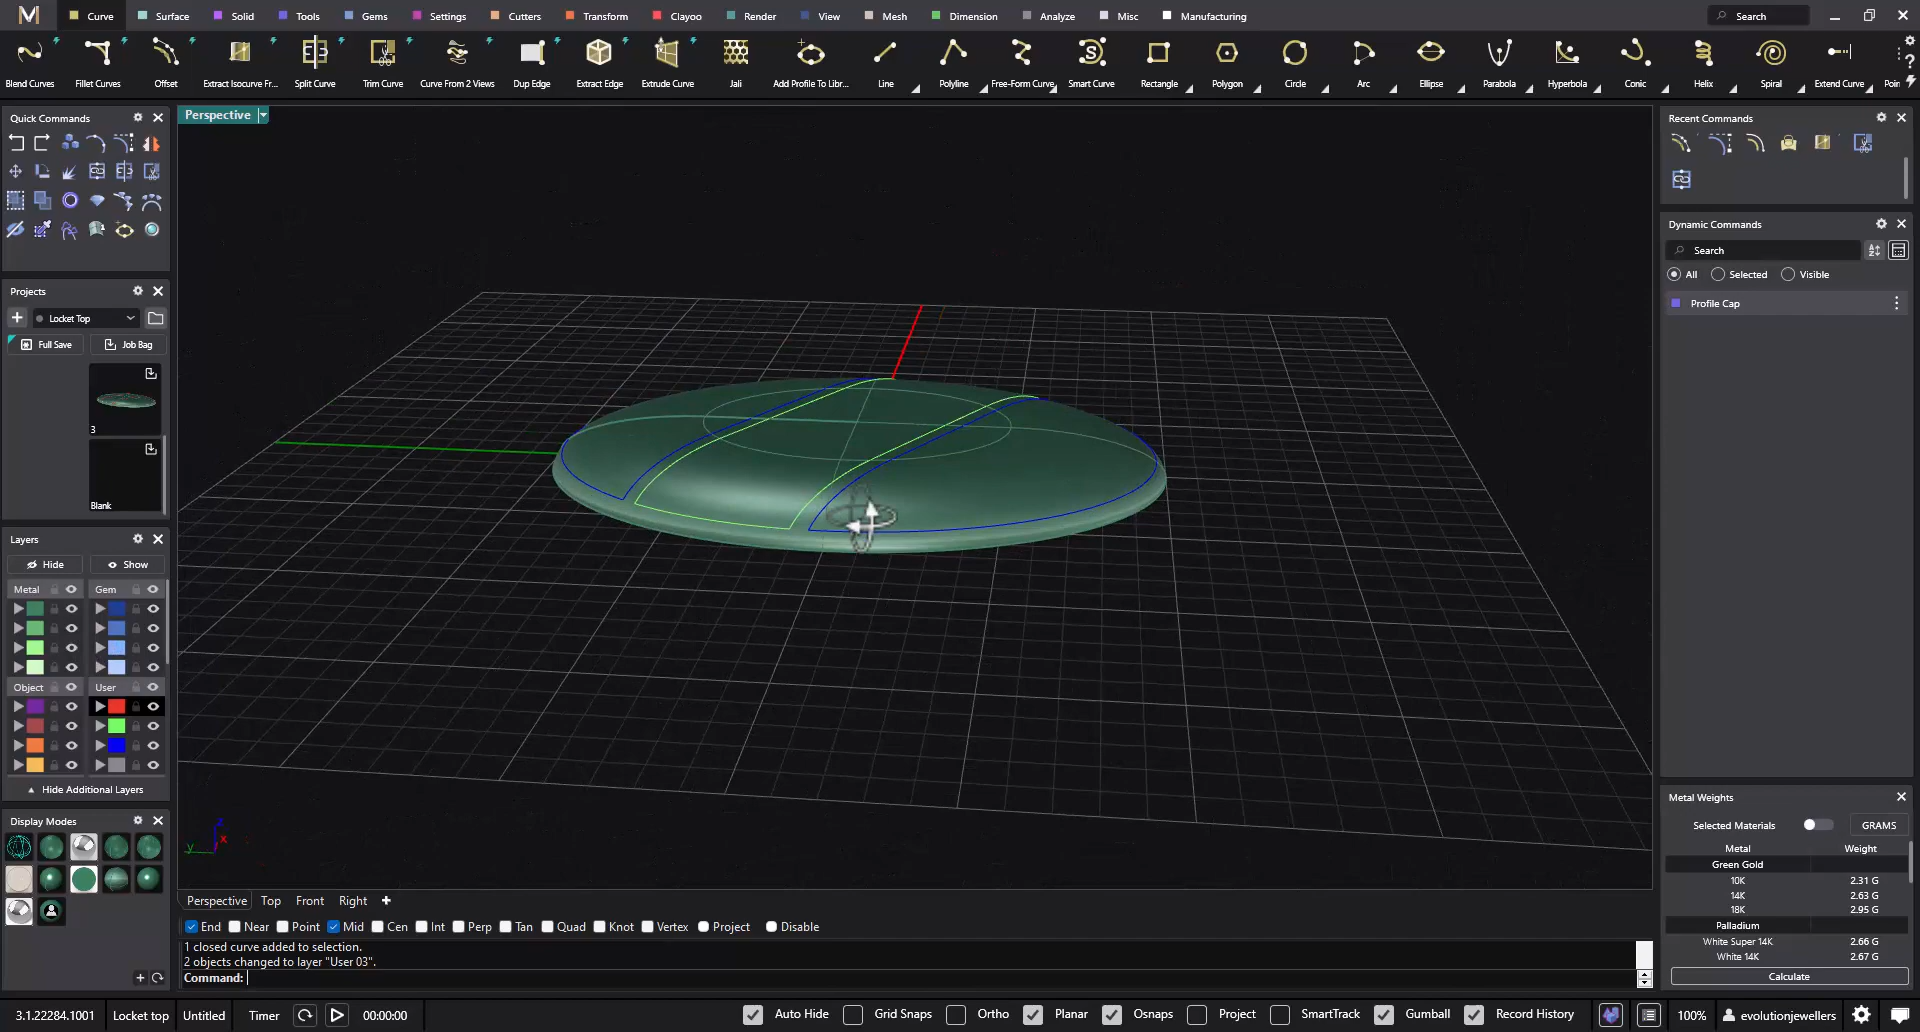 Curve Surface Solid Tools Gems Settings Cutters Transform Clayoo Render View Mesh Dimension Analyze Misc Manufacturing Search
Blend Curves Fillet Curves Offset Extract Isocurve Fr... Split Curve Trim Curve Curve From 2 Views Dup Edge Extract Edge Extrude Curve Jali Add Profile To Libr... Line Polyline Free-Form Curve Smart Curve Rectangle Polygon Circle Arc Ellipse Parabola Hyperbola Conic Helix Spiral Extend Curve Poin
Quick Commands
Projects
Locket Top
Full Save Job Bag
3
Blank
Layers
Hide Show
Metal Gem
Object User
Hide Additional Layers
Display Modes
Perspective
z
x
y
Perspective Top Front Right
End Near Point Mid Cen Int Perp Tan Quad Knot Vertex Project Disable
1 closed curve added to selection.
2 objects changed to layer "User 03".
Command:
Recent Commands
Dynamic Commands
Search
All Selected Visible
Profile Cap
Metal Weights
Selected Materials GRAMS
Metal Weight
Green Gold
10K 2.31 G
14K 2.63 G
18K 2.95 G
Palladium
White Super 14K 2.66 G
White 14K 2.67 G
Calculate
3.1.22284.1001 Locket top Untitled Timer 00:00:00 Auto Hide Grid Snaps Ortho Planar Osnaps Project SmartTrack Gumball Record History 100% evolutionjewellers